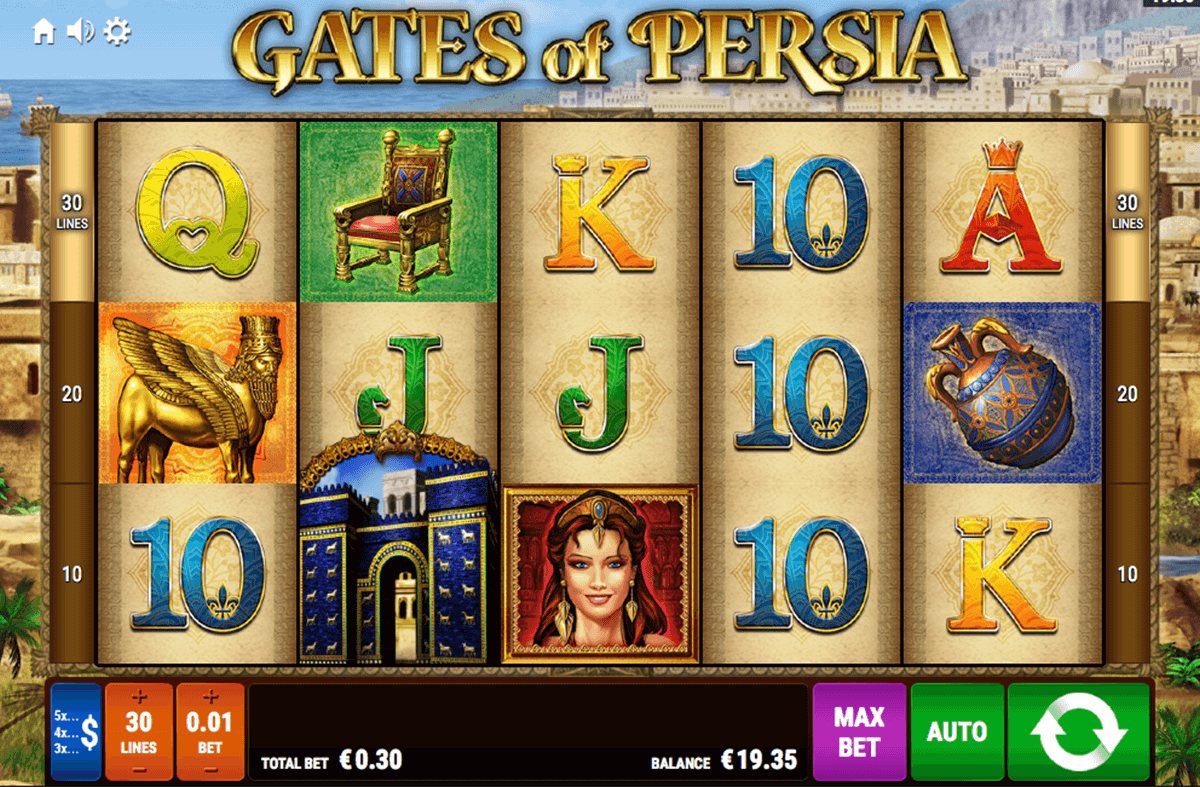 GATES of PERSIA
30
LINES
Q
K
10
A
30
LINES
20
J
J
10
20
10
10
10
K
10
5x...
4x...
3x...
$
+
30
LINES
–
+
0.01
BET
–
TOTAL BET €0.30
BALANCE €19.35
MAX
BET
AUTO